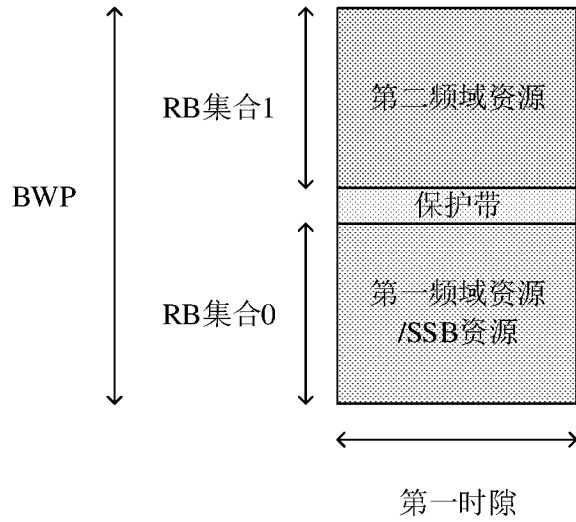 第二频域资源
RB集合1
BWP
保护带
第一频域资源
/SSB资源
RB集合0
第一时隙